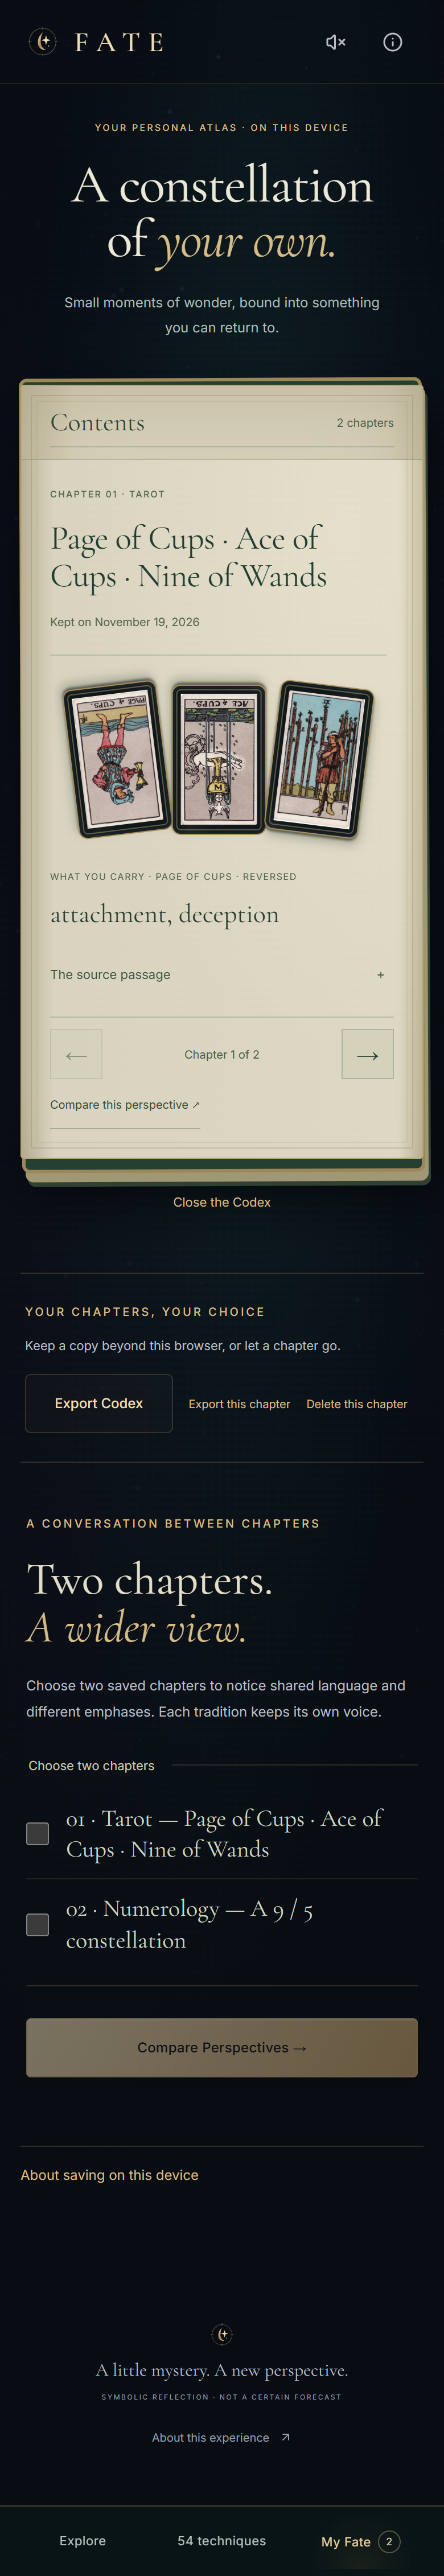 FATE
YOUR PERSONAL ATLAS · ON THIS DEVICE
A constellation
of your own.
Small moments of wonder, bound into something
you can return to.
Contents
2 chapters
CHAPTER 01 · TAROT
Page of Cups · Ace of
Cups · Nine of Wands
Kept on November 19, 2026
PAGE of CUPS.
ACE of CUPS.
WHAT YOU CARRY · PAGE OF CUPS · REVERSED
attachment, deception
The source passage +
← Chapter 1 of 2 →
Compare this perspective ↗
Close the Codex
YOUR CHAPTERS, YOUR CHOICE
Keep a copy beyond this browser, or let a chapter go.
Export Codex
Export this chapter
Delete this chapter
A CONVERSATION BETWEEN CHAPTERS
Two chapters.
A wider view.
Choose two saved chapters to notice shared language and
different emphases. Each tradition keeps its own voice.
Choose two chapters
01 · Tarot — Page of Cups · Ace of
Cups · Nine of Wands
02 · Numerology — A 9 / 5
constellation
Compare Perspectives →
About saving on this device
A little mystery. A new perspective.
SYMBOLIC REFLECTION · NOT A CERTAIN FORECAST
About this experience ↗
Explore
54 techniques
My Fate 2